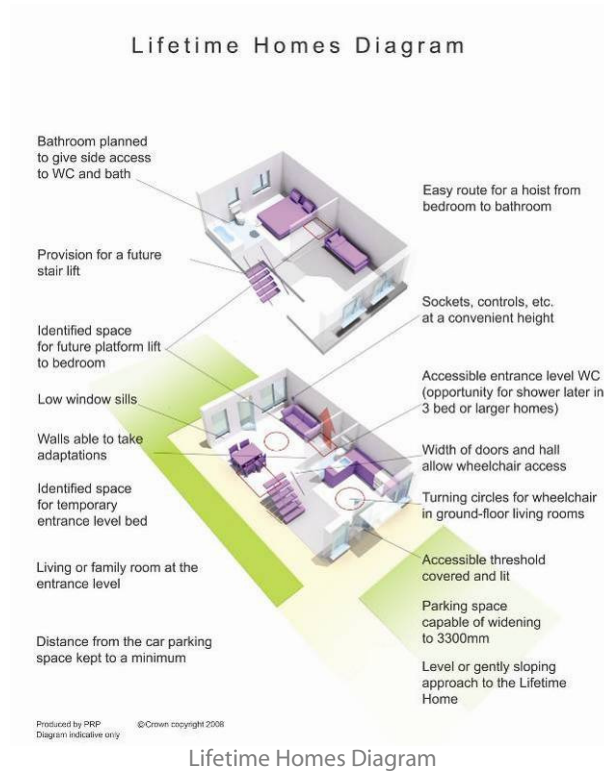 Lifetime Homes Diagram
Bathroom planned
to give side access
to WC and bath
Provision for a future
stair lift
Identified space
for future platform lift
to bedroom
Low window sills
Walls able to take
adaptations
Identified space
for temporary
entrance level bed
Living or family room at the
entrance level
Distance from the car parking
space kept to a minimum
Easy route for a hoist from
bedroom to bathroom
Sockets, controls, etc.
at a convenient height
Accessible entrance level WC
(opportunity for shower later in
3 bed or larger homes)
Width of doors and hall
allow wheelchair access
Turning circles for wheelchair
in ground-floor living rooms
Accessible threshold
covered and lit
Parking space
capable of widening
to 3300mm
Level or gently sloping
approach to the Lifetime
Home
Produced by PRP ©Crown copyright 2008
Diagram indicative only
Lifetime Homes Diagram